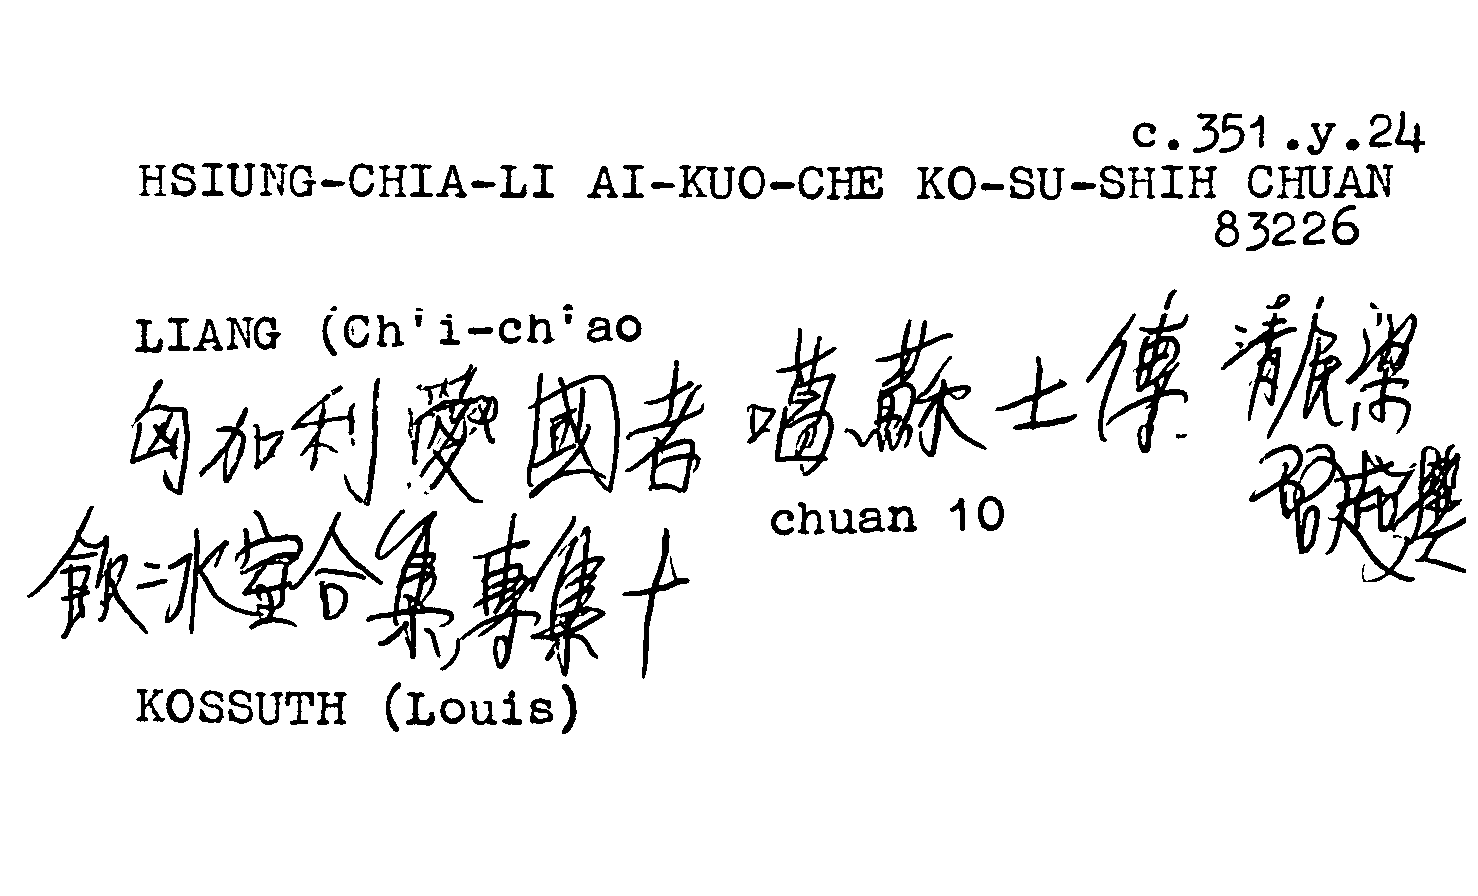 c.351.y.24
HSIUNG-CHIA-LI AI-KUO-CHE KO-SU-SHIH CHUAN
83226
LIANG (Ch'i-ch'ao
匈加利愛國者 噶蘇士傳 清 民 梁
啓超 撰
chuan 10
飲冰室合集專集十
KOSSUTH (Louis)